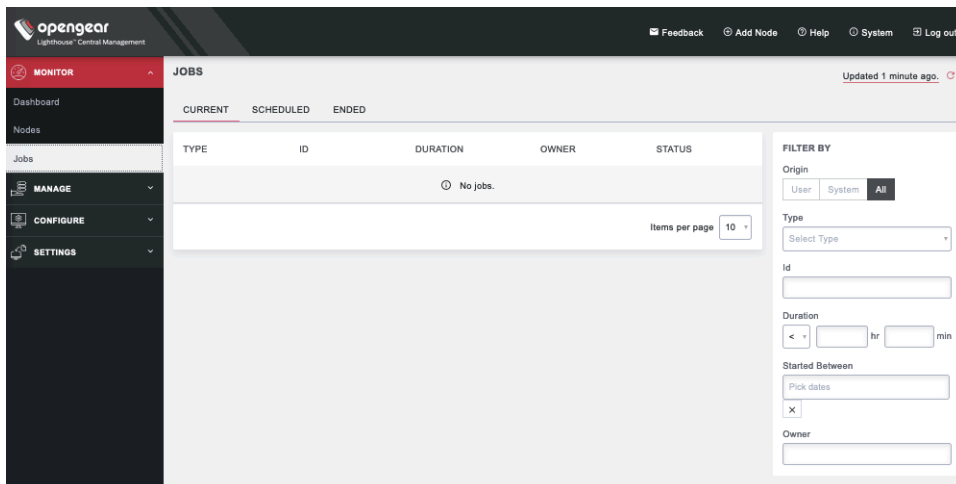 opengear
Lighthouse™ Central Management
Feedback
Add Node
Help
System
Log out
MONITOR
Dashboard
Nodes
Jobs
MANAGE
CONFIGURE
SETTINGS
JOBS
Updated 1 minute ago.
CURRENT SCHEDULED ENDED
TYPE ID DURATION OWNER STATUS
No jobs.
Items per page 10
FILTER BY
Origin
User System All
Type
Select Type
Id
Duration
< hr min
Started Between
Pick dates
×
Owner